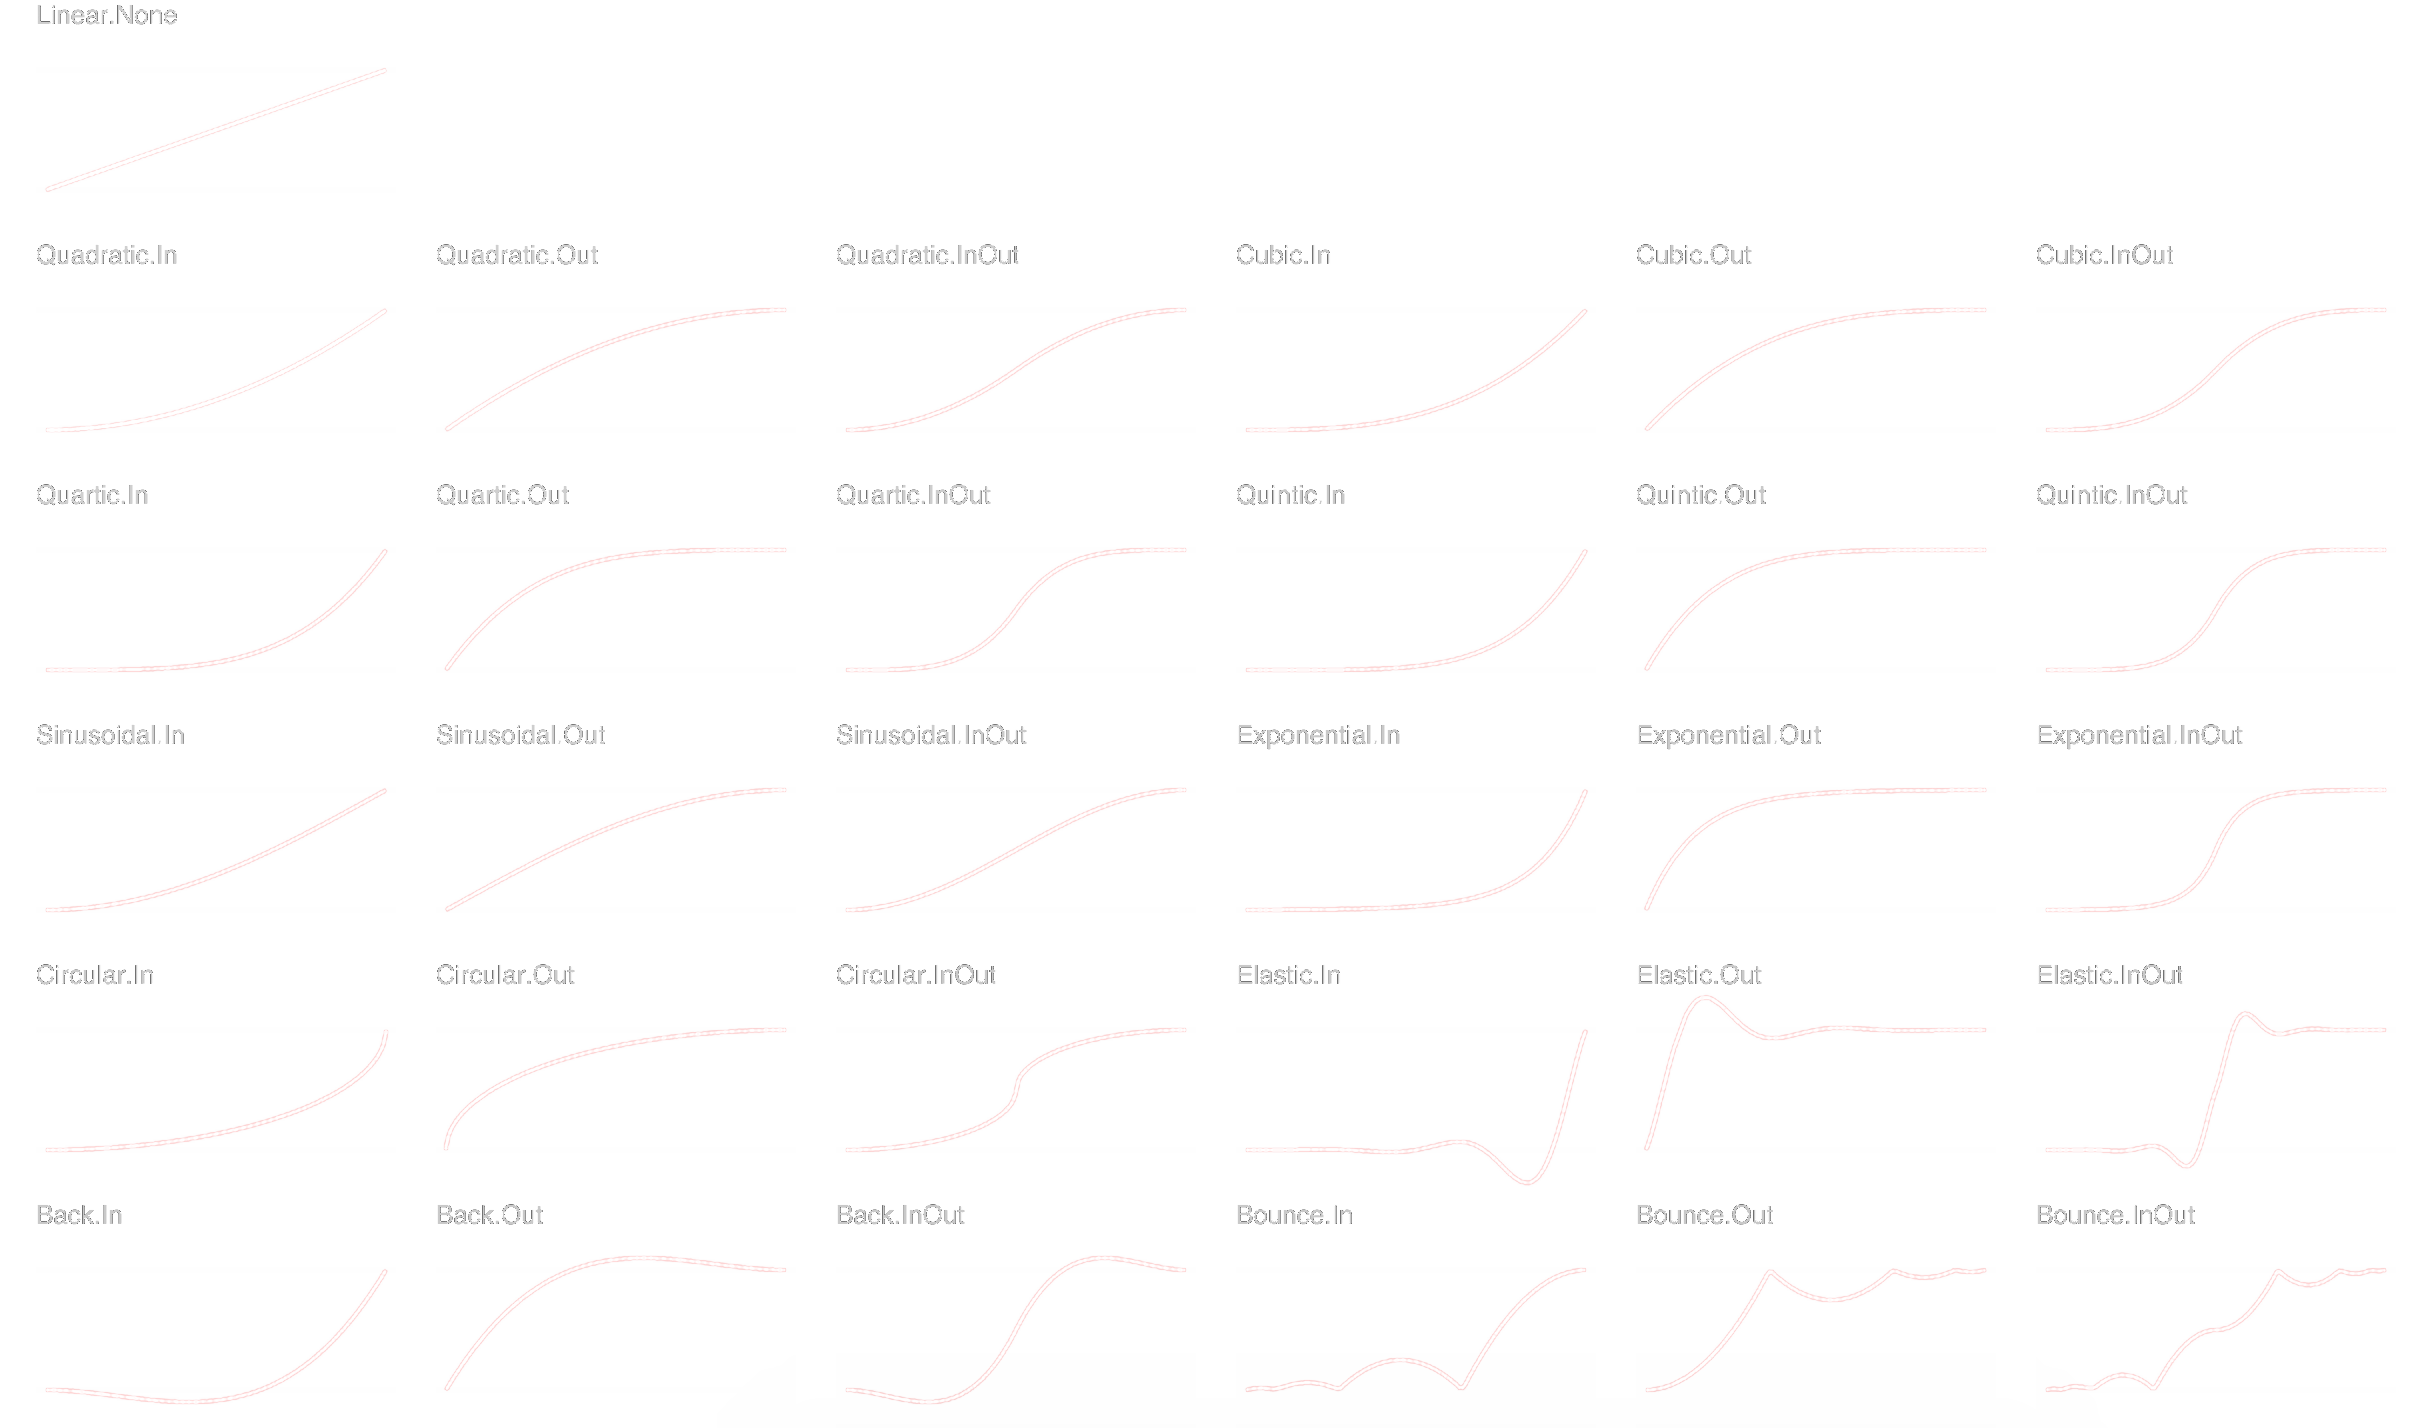 Linear.None
Quadratic.In Quadratic.Out Quadratic.InOut Cubic.In Cubic.Out Cubic.InOut
Quartic.In Quartic.Out Quartic.InOut Quintic.In Quintic.Out Quintic.InOut
Sinusoidal.In Sinusoidal.Out Sinusoidal.InOut Exponential.In Exponential.Out Exponential.InOut
Circular.In Circular.Out Circular.InOut Elastic.In Elastic.Out Elastic.InOut
Back.In Back.Out Back.InOut Bounce.In Bounce.Out Bounce.InOut